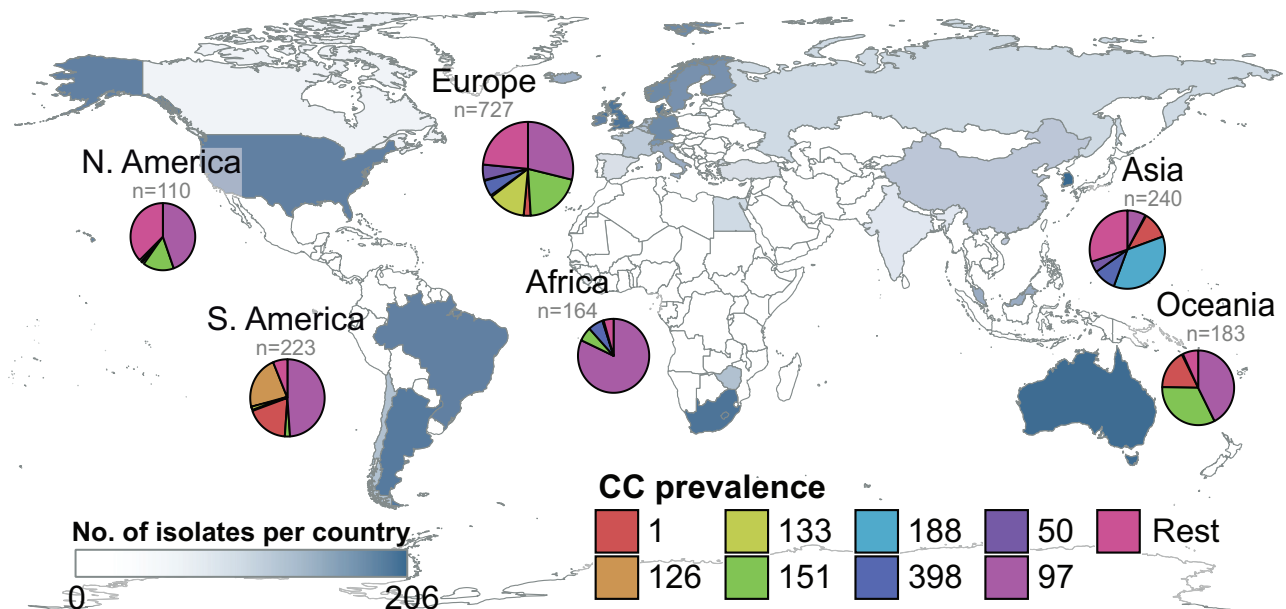 Europe
n=727
N. America
n=110
Asia
n=240
Africa
n=164
Oceania
n=183
S. America
n=223
CC prevalence
1 133 188 50 Rest
126 151 398 97
No. of isolates per country
0 206